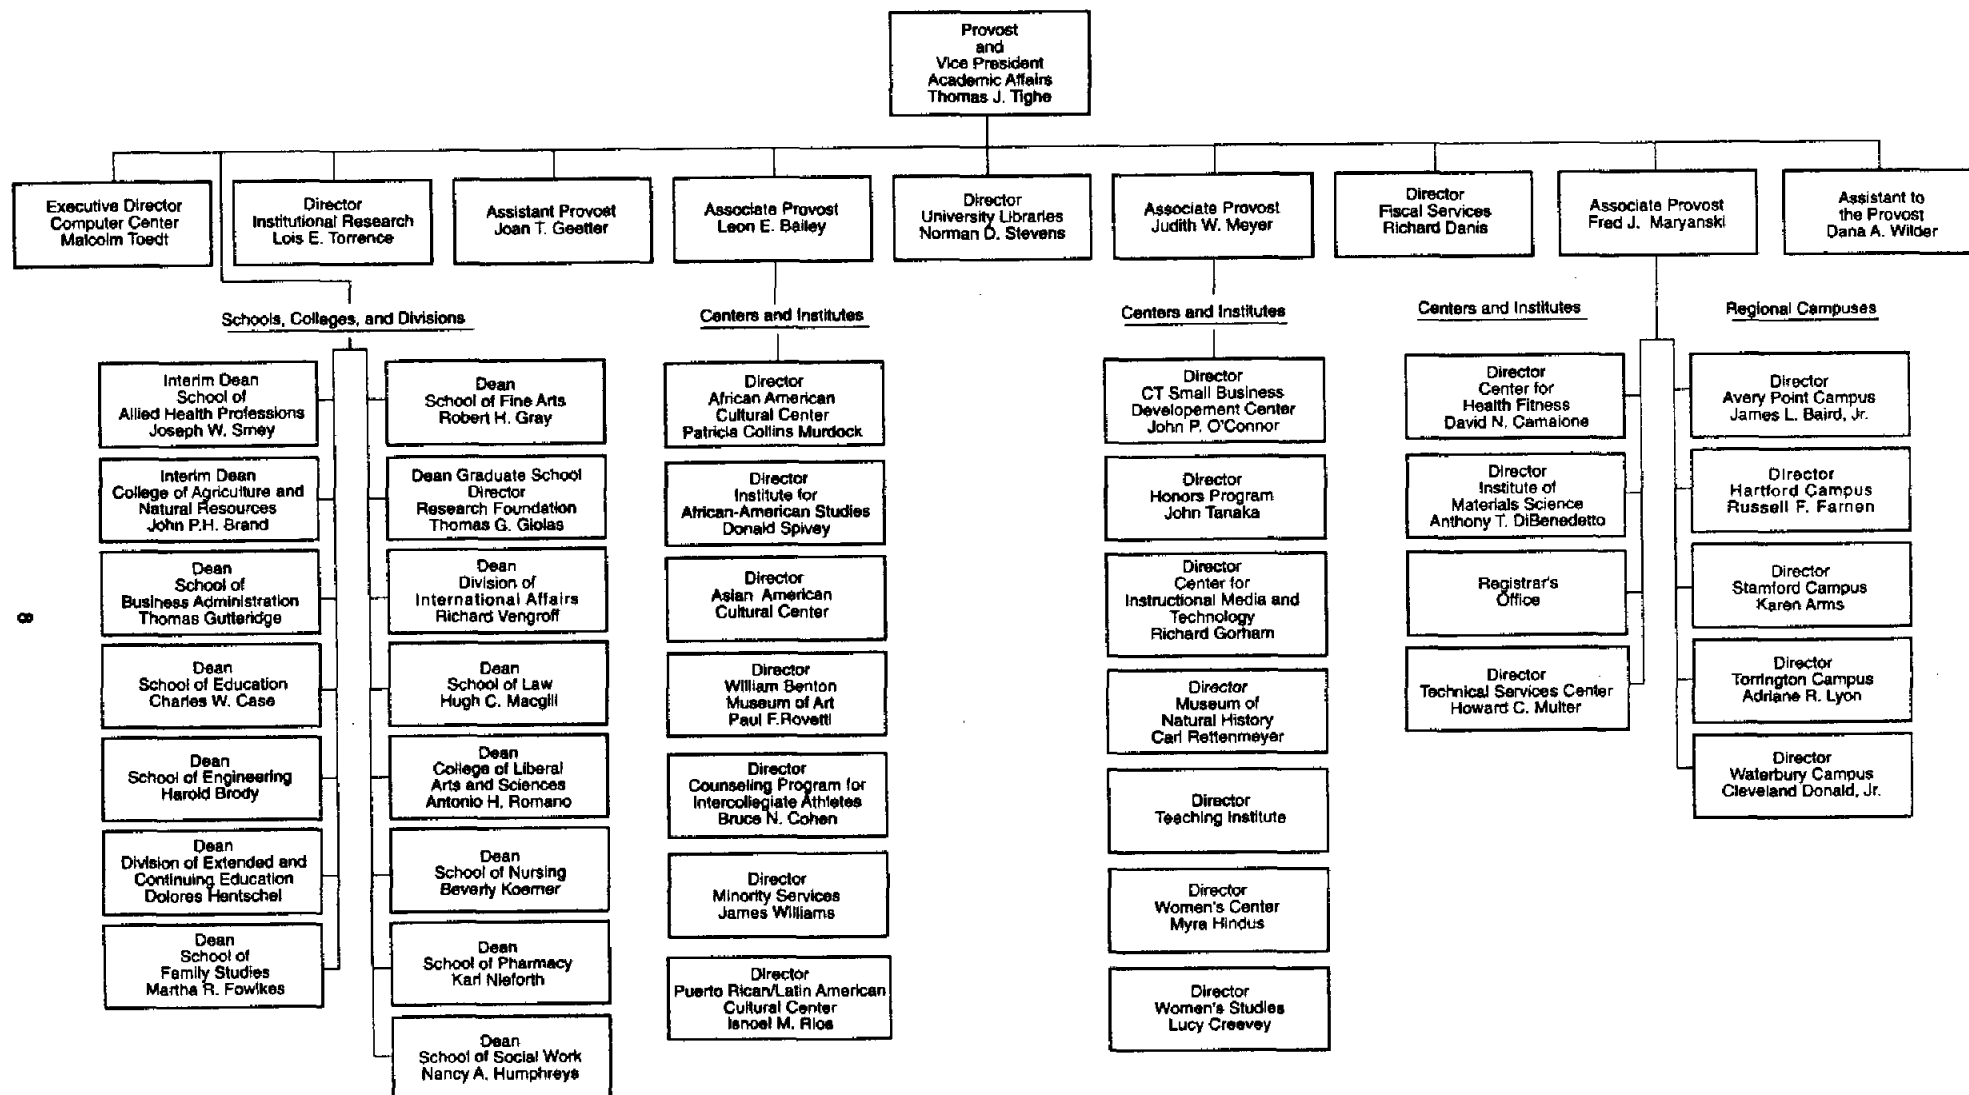 Provost
and
Vice President
Academic Affairs
Thomas J. Tighe
Executive Director
Computer Center
Malcolm Toedt
Director
Institutional Research
Lois E. Torrence
Assistant Provost
Joan T. Geetter
Associate Provost
Leon E. Bailey
Director
University Libraries
Norman D. Stevens
Associate Provost
Judith W. Meyer
Director
Fiscal Services
Richard Danis
Associate Provost
Fred J. Maryanski
Assistant to
the Provost
Dana A. Wilder
Schools, Colleges, and Divisions
Interim Dean
School of
Allied Health Professions
Joseph W. Smey
Interim Dean
College of Agriculture and
Natural Resources
John P.H. Brand
Dean
School of
Business Administration
Thomas Gutteridge
Dean
School of Education
Charles W. Case
Dean
School of Engineering
Harold Brody
Dean
Division of Extended and
Continuing Education
Dolores Hentschel
Dean
School of
Family Studies
Martha R. Fowlkes
Dean
School of Fine Arts
Robert H. Gray
Dean Graduate School
Director
Research Foundation
Thomas G. Giolas
Dean
Division of
International Affairs
Richard Vengroff
Dean
School of Law
Hugh C. Macgill
Dean
College of Liberal
Arts and Sciences
Antonio H. Romano
Dean
School of Nursing
Beverly Koerner
Dean
School of Pharmacy
Karl Nieforth
Dean
School of Social Work
Nancy A. Humphreys
Centers and Institutes
Director
African American
Cultural Center
Patricia Collins Murdock
Director
Institute for
African-American Studies
Donald Spivey
Director
Asian American
Cultural Center
Director
William Benton
Museum of Art
Paul F.Rovetti
Director
Counseling Program for
Intercollegiate Athletes
Bruce N. Cohen
Director
Minority Services
James Williams
Director
Puerto Rican/Latin American
Cultural Center
Isnoel M. Rios
Centers and Institutes
Director
CT Small Business
Developement Center
John P. O'Connor
Director
Honors Program
John Tanaka
Director
Center for
Instructional Media and
Technology
Richard Gorham
Director
Museum of
Natural History
Carl Rettenmeyer
Director
Teaching Institute
Director
Women's Center
Myra Hindus
Director
Women's Studies
Lucy Creevey
Centers and Institutes
Director
Center for
Health Fitness
David N. Camaione
Director
Institute of
Materials Science
Anthony T. DiBenedetto
Registrar's
Office
Director
Technical Services Center
Howard C. Multer
Regional Campuses
Director
Avery Point Campus
James L. Baird, Jr.
Director
Hartford Campus
Russell F. Farnen
Director
Stamford Campus
Karen Arms
Director
Torrington Campus
Adriane R. Lyon
Director
Waterbury Campus
Cleveland Donald, Jr.
8